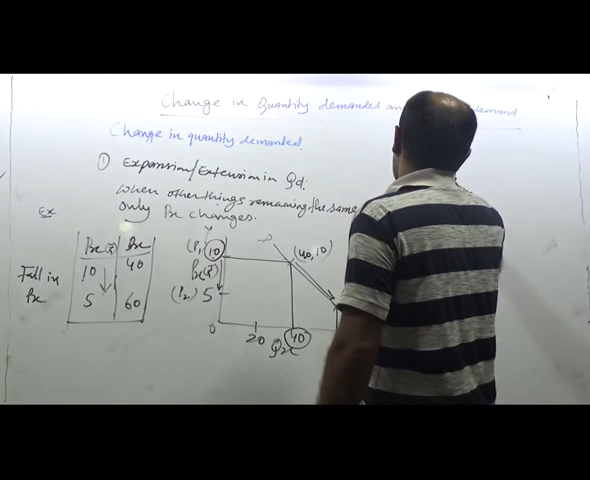 Change in Quantity demanded an demand
Change in quantity demanded.
① Expansion/Extension in Qd.
When other things remaining the same
only Px changes.
Ex
Px(₹) Px
10 40
5 60
Fall in
Px
Y
(P1) 10
Px(₹)
(P2) 5
0
20
40
Qx
D
(40,10)